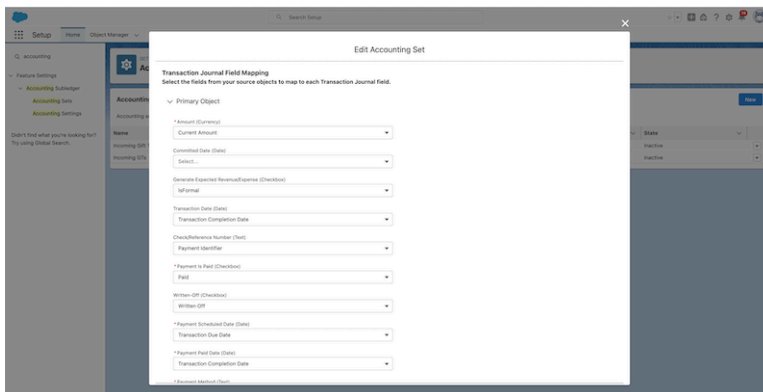 Search Setup
Setup
Home
Object Manager
accounting
Feature Settings
Accounting Subledger
Accounting Sets
Accounting Settings
Didn't find what you're looking for?
Try using Global Search.
New
Name
State
Inactive
Inactive
Edit Accounting Set
Transaction Journal Field Mapping
Select the fields from your source objects to map to each Transaction Journal field.
Primary Object
*Amount (Currency)
Current Amount
Committed Date (Date)
Select...
Generate Expected Revenue/Expense (Checkbox)
IsFormal
Transaction Date (Date)
Transaction Completion Date
Check/Reference Number (Text)
Payment Identifier
*Payment Is Paid (Checkbox)
Paid
Written-Off (Checkbox)
Written-Off
*Payment Scheduled Date (Date)
Transaction Due Date
*Payment Paid Date (Date)
Transaction Completion Date
*Payment Method (Text)